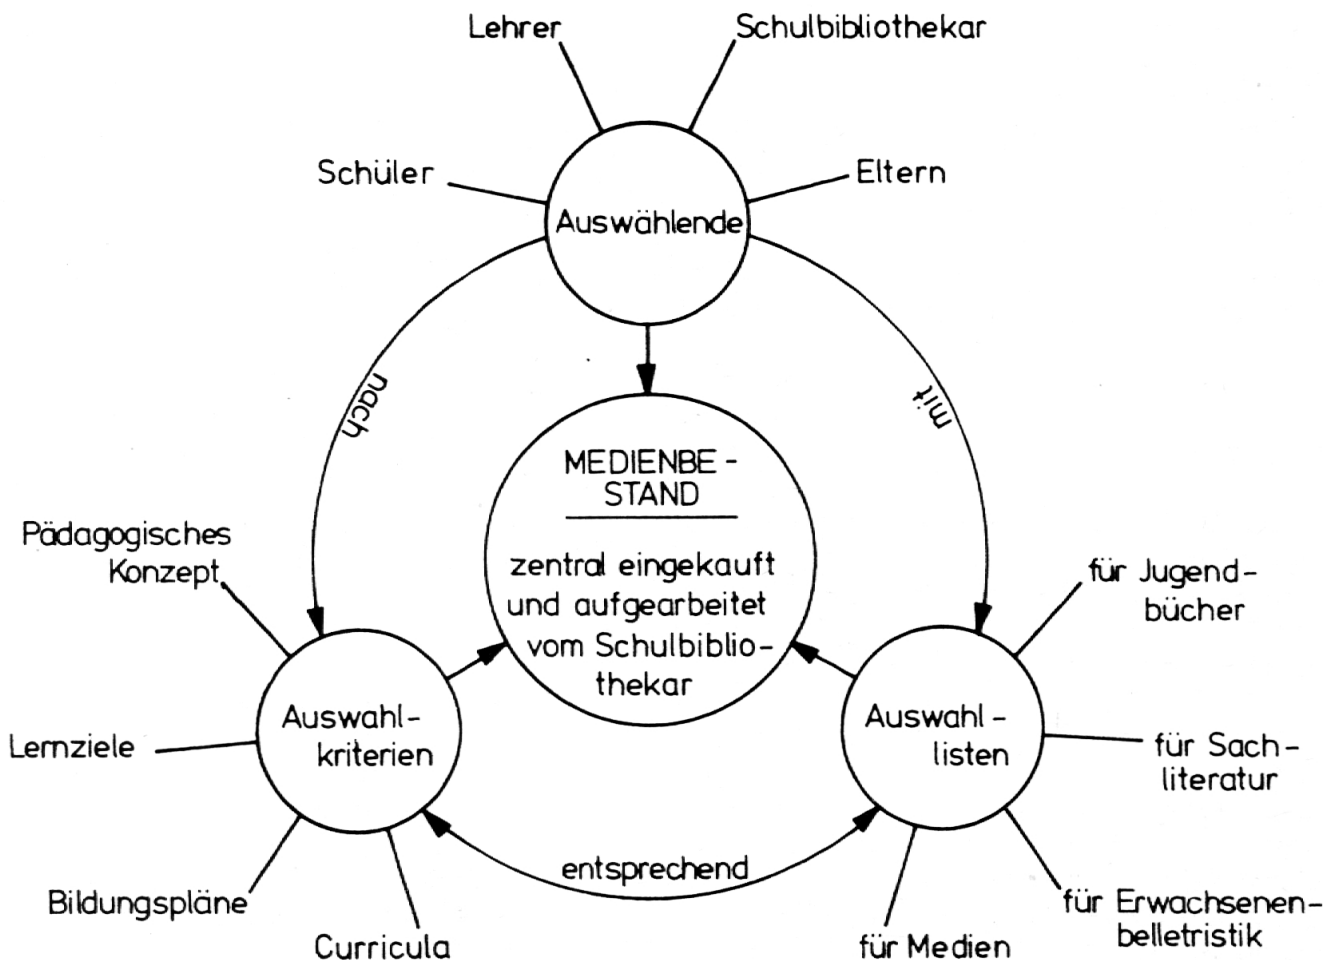 Lehrer
Schulbibliothekar
Schüler
Eltern
Auswählende
nach
mit
MEDIENBE-
STAND
zentral eingekauft
und aufgearbeitet
vom Schulbiblio-
thekar
Pädagogisches
Konzept
für Jugend-
bücher
Auswahl-
kriterien
Auswahl-
listen
Lernziele
für Sach-
literatur
entsprechend
Bildungspläne
Curricula
für Medien
für Erwachsenen-
belletristik